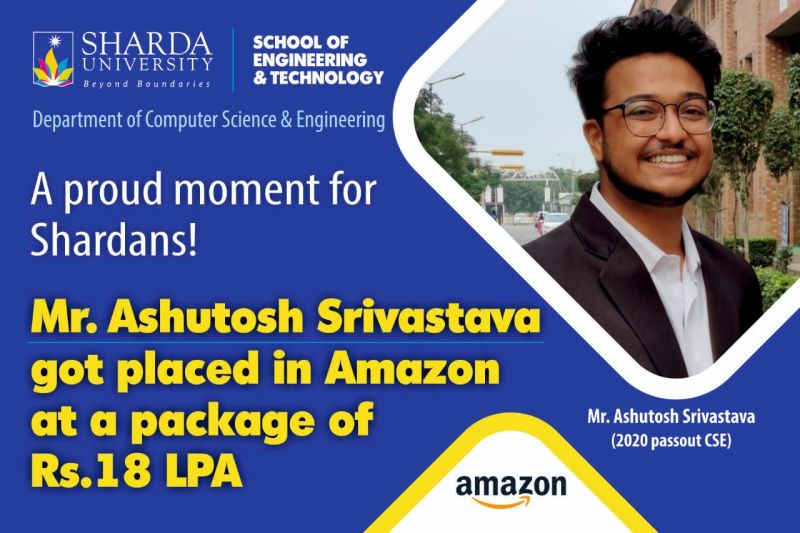 SHARDA
UNIVERSITY
Beyond Boundaries
SCHOOL OF
ENGINEERING
& TECHNOLOGY
Department of Computer Science & Engineering
A proud moment for
Shardans!
Mr. Ashutosh Srivastava
got placed in Amazon
at a package of
Rs.18 LPA
Mr. Ashutosh Srivastava
(2020 passout CSE)
amazon